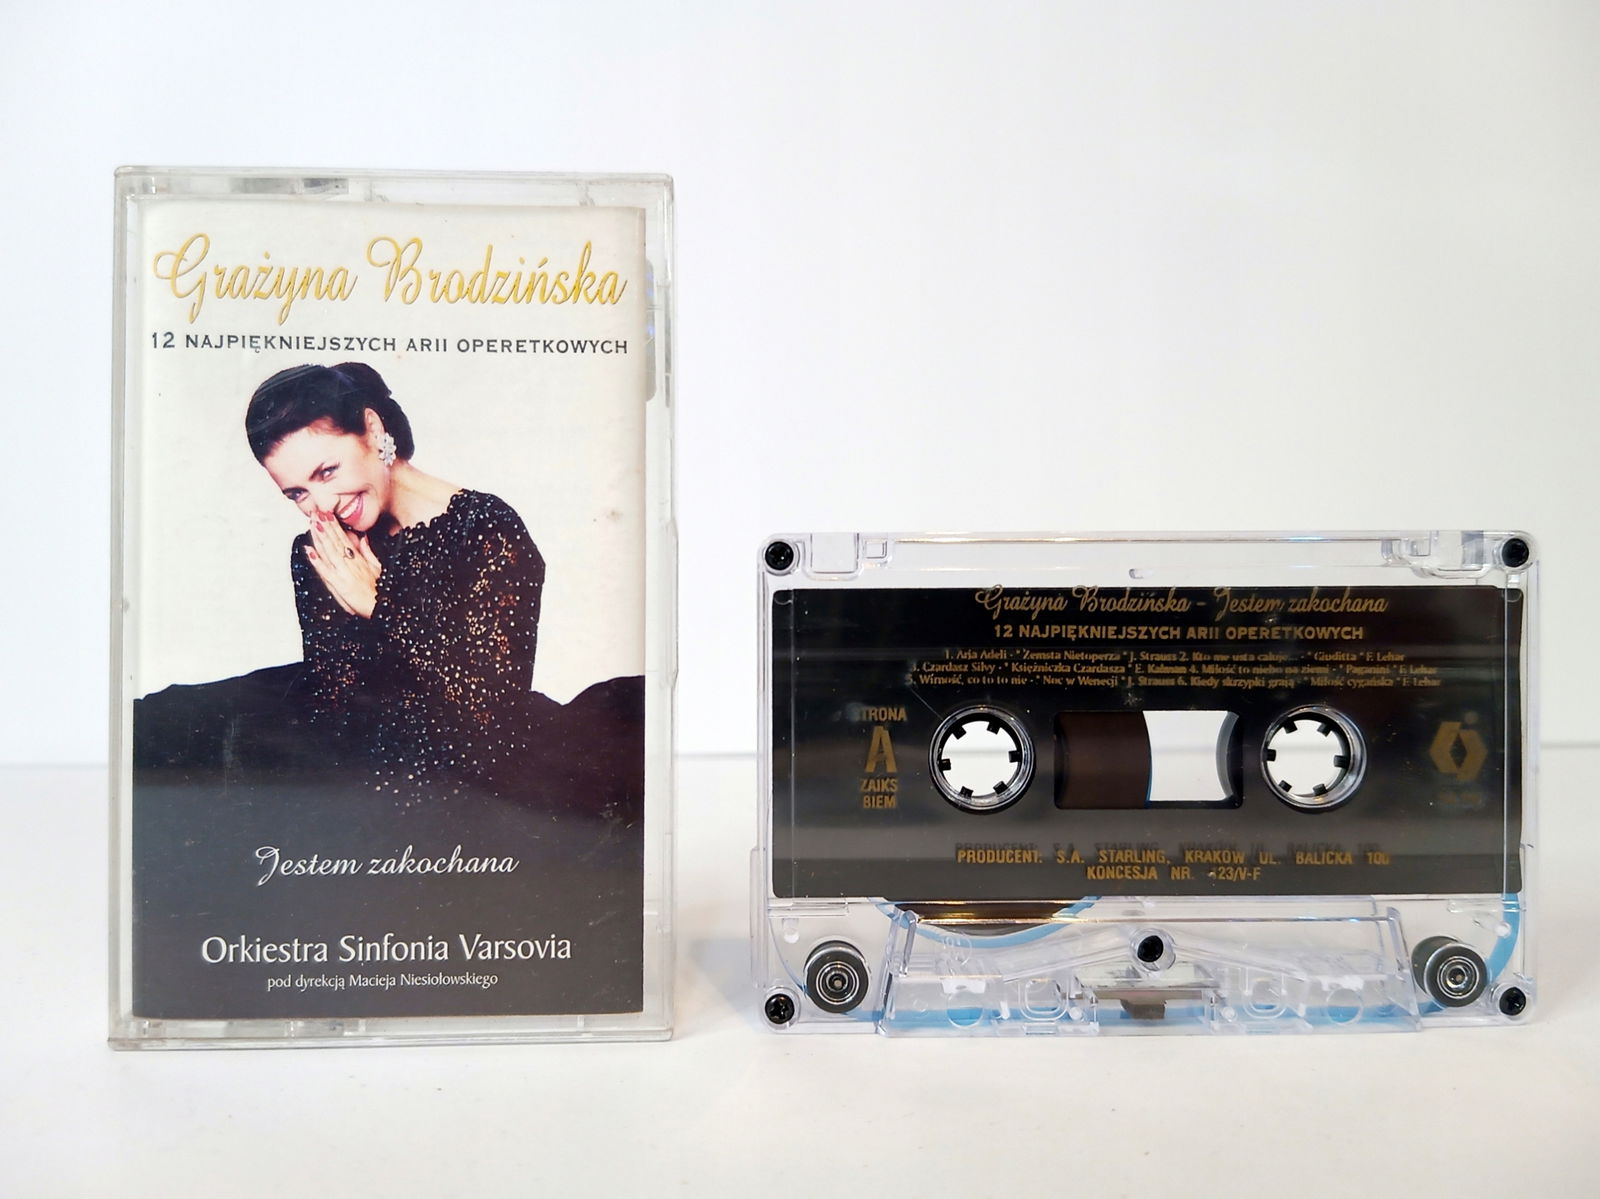 Grażyna Brodzińska
12 NAJPIĘKNIEJSZYCH ARII OPERETKOWYCH
Jestem zakochana
Orkiestra Sinfonia Varsovia
pod dyrekcją Macieja Niesiołowskiego
Grażyna Brodzińska - Jestem zakochana
12 NAJPIĘKNIEJSZYCH ARII OPERETKOWYCH
1. Arja Adeli - "Zemsta Nietoperza" J. Strauss 2. Kto me usta całuje... - "Giuditta" F. Lehar
3. Czardasz Silvy - "Księżniczka Czardasza" E. Kalman 4. Miłość to niebo na ziemi - "Paganini" F. Lehar
5. Wirność, co to to nie - "Noc w Wenecji" J. Strauss 6. Kiedy skrzypki grają - "Miłość cygańska" F. Lehar
STRONA
A
ZAIKS
BIEM
PRODUCENT: S.A. STARLING, KRAKÓW UL. BALICKA 100
KONCESJA NR. 123/V-F